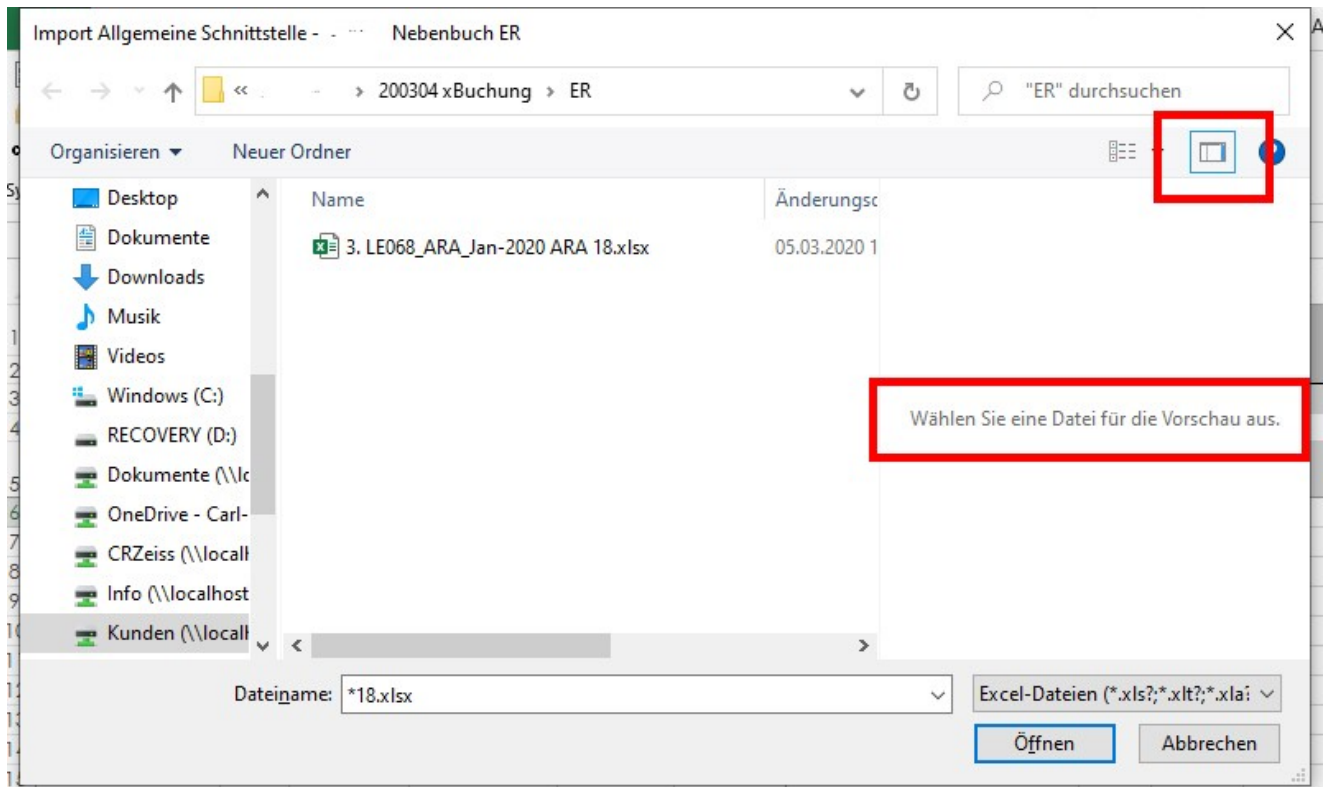 Import Allgemeine Schnittstelle - - ... Nebenbuch ER
« > 200304 xBuchung > ER
"ER" durchsuchen
Organisieren Neuer Ordner
Desktop
Dokumente
Downloads
Musik
Videos
Windows (C:)
RECOVERY (D:)
Dokumente (\\lc
OneDrive - Carl-
CRZeiss (\\locall
Info (\\localhost
Kunden (\\locall
Name Änderungsd
3. LE068_ARA_Jan-2020 ARA 18.xlsx 05.03.2020 1
Wählen Sie eine Datei für die Vorschau aus.
Dateiname: *18.xlsx
Excel-Dateien (*.xls?;*.xlt?;*.xla?
Öffnen Abbrechen